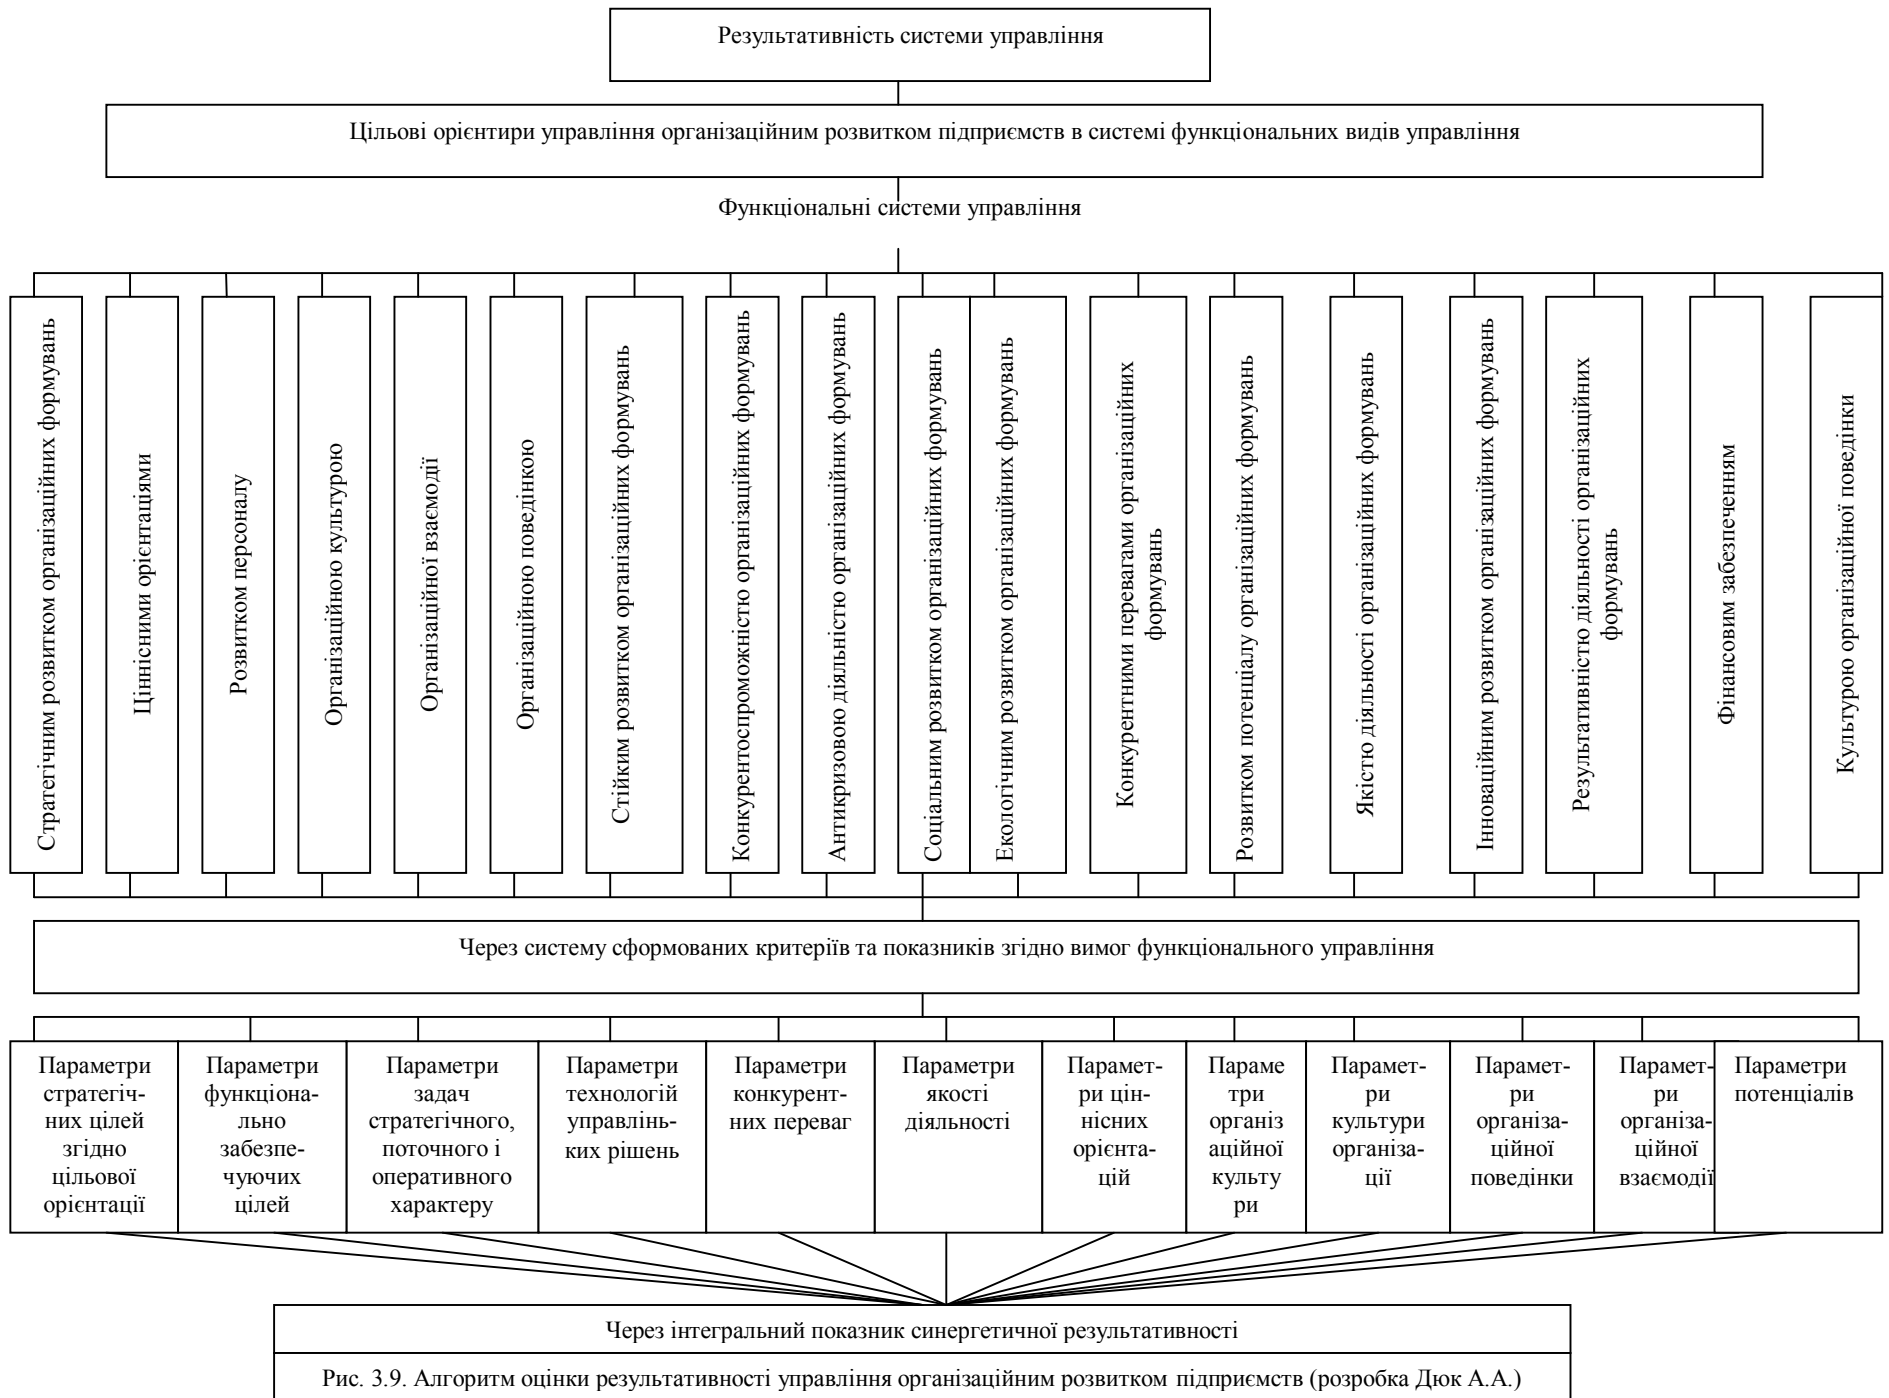 Результативність системи управління
Цільові орієнтири управління організаційним розвитком підприємств в системі функціональних видів управління
Функціональні системи управління
Стратегічним розвитком організаційних формувань
Ціннісними орієнтаціями
Розвитком персоналу
Організаційною культурою
Організаційної взаємодії
Організаційною поведінкою
Стійким розвитком організаційних формувань
Конкурентоспроможністю організаційних формувань
Антикризовою діяльністю організаційних формувань
Соціальним розвитком організаційних формувань
Екологічним розвитком організаційних формувань
Конкурентними перевагами організаційних
формувань
Розвитком потенціалу організаційних формувань
Якістю діяльності організаційних формувань
Інноваційним розвитком організаційних формувань
Результативністю діяльності організаційних
формувань
Фінансовим забезпеченням
Культурою організаційної поведінки
Через систему сформованих критеріїв та показників згідно вимог функціонального управління
Параметри
стратегіч-
них цілей
згідно
цільової
орієнтації
Параметри
функціона-
льно
забезпе-
чуючих
цілей
Параметри
задач
стратегічного,
поточного і
оперативного
характеру
Параметри
технологій
управлінь-
ких рішень
Параметри
конкурент-
них переваг
Параметри
якості
діяльності
Парамет-
ри цін-
нісних
орієнта-
цій
Параме
три
організ
аційної
культу
ри
Парамет-
ри
культури
організа-
ції
Парамет-
ри
організа-
ційної
поведінки
Парамет-
ри
організа-
ційної
взаємодії
Параметри
потенціалів
Через інтегральний показник синергетичної результативності
Рис. 3.9. Алгоритм оцінки результативності управління організаційним розвитком підприємств (розробка Дюк А.А.)